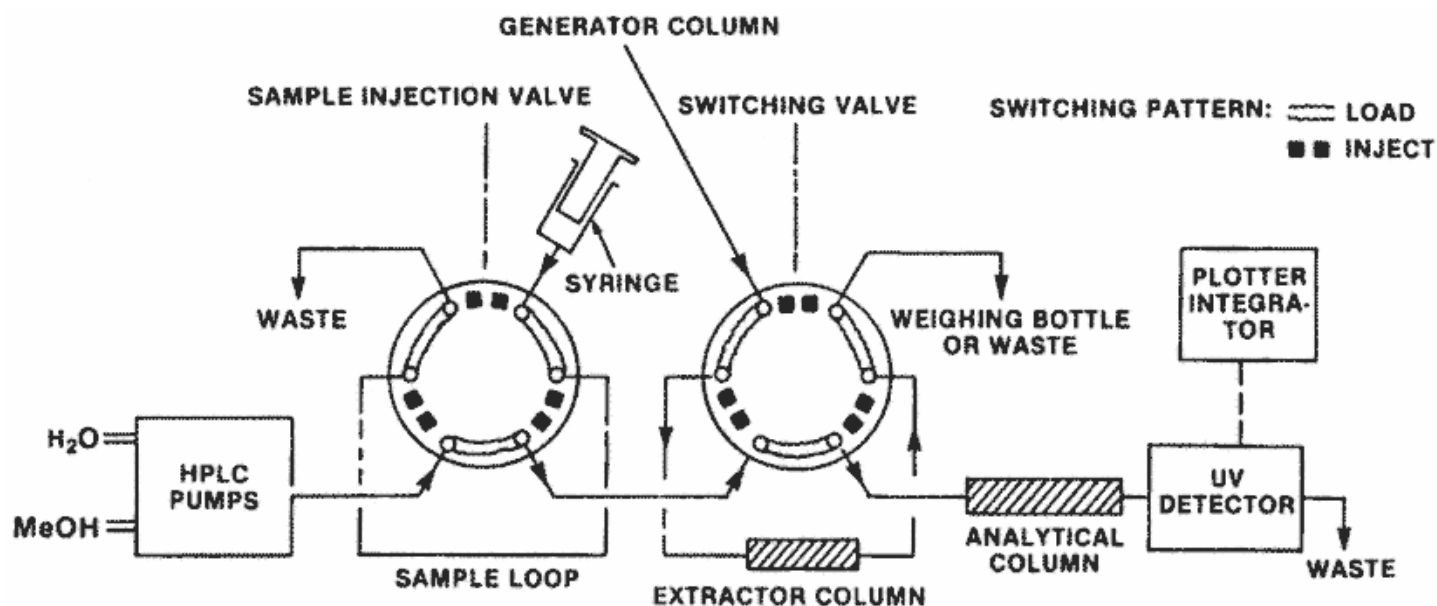 GENERATOR COLUMN
SAMPLE INJECTION VALVE
SWITCHING VALVE
SWITCHING PATTERN: LOAD
INJECT
SYRINGE
WASTE
WEIGHING BOTTLE
OR WASTE
PLOTTER
INTEGRA-
TOR
H₂O
HPLC
PUMPS
MeOH
SAMPLE LOOP
EXTRACTOR COLUMN
ANALYTICAL
COLUMN
UV
DETECTOR
WASTE